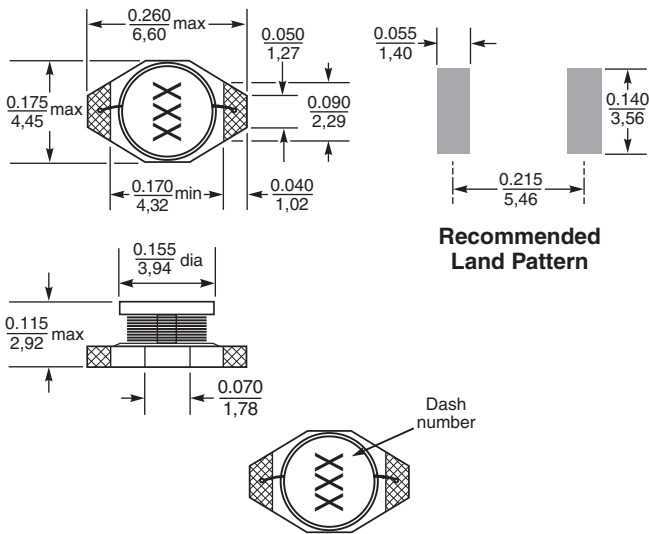 0.260
6,60
max
0.050
1,27
0.175
4,45
max
XXX
0.090
2,29
0.170
4,32
min
0.040
1,02
0.055
1,40
0.140
3,56
0.215
5,46
Recommended
Land Pattern
0.155
3,94
dia
0.115
2,92
max
0.070
1,78
Dash
number
XXX